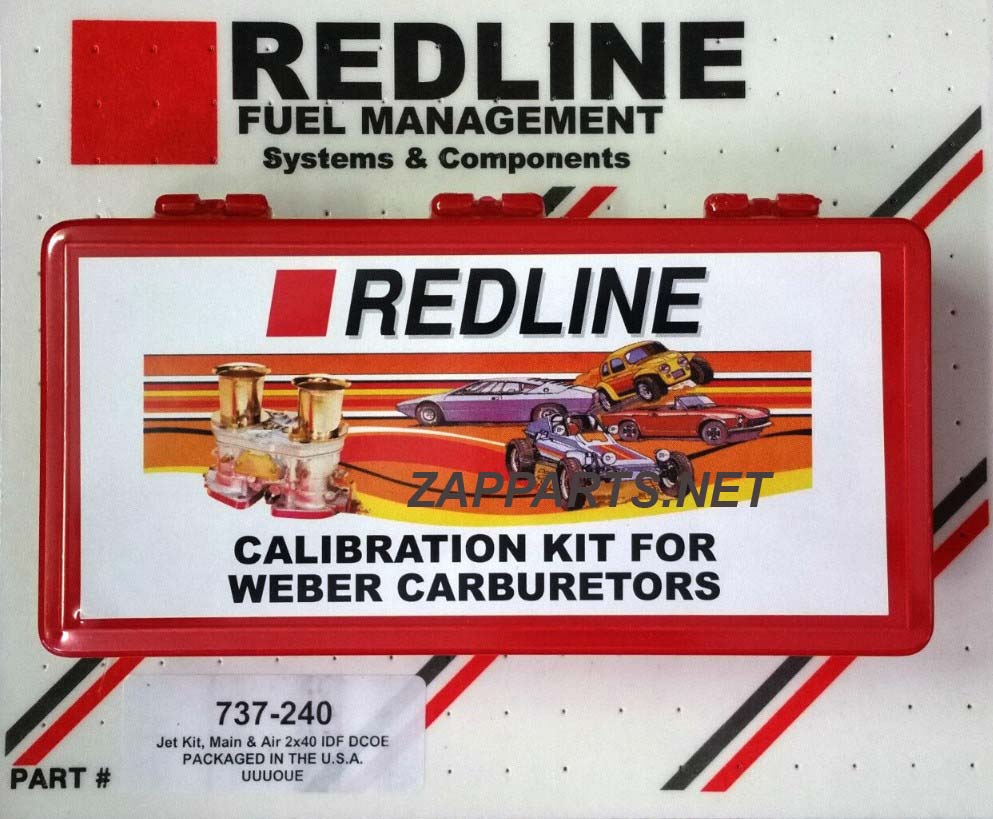 REDLINE
FUEL MANAGEMENT
Systems & Components
REDLINE
ZAPPARTS.NET
CALIBRATION KIT FOR
WEBER CARBURETORS
737-240
Jet Kit, Main & Air 2x40 IDF DCOE
PACKAGED IN THE U.S.A.
UUUOUE
PART #